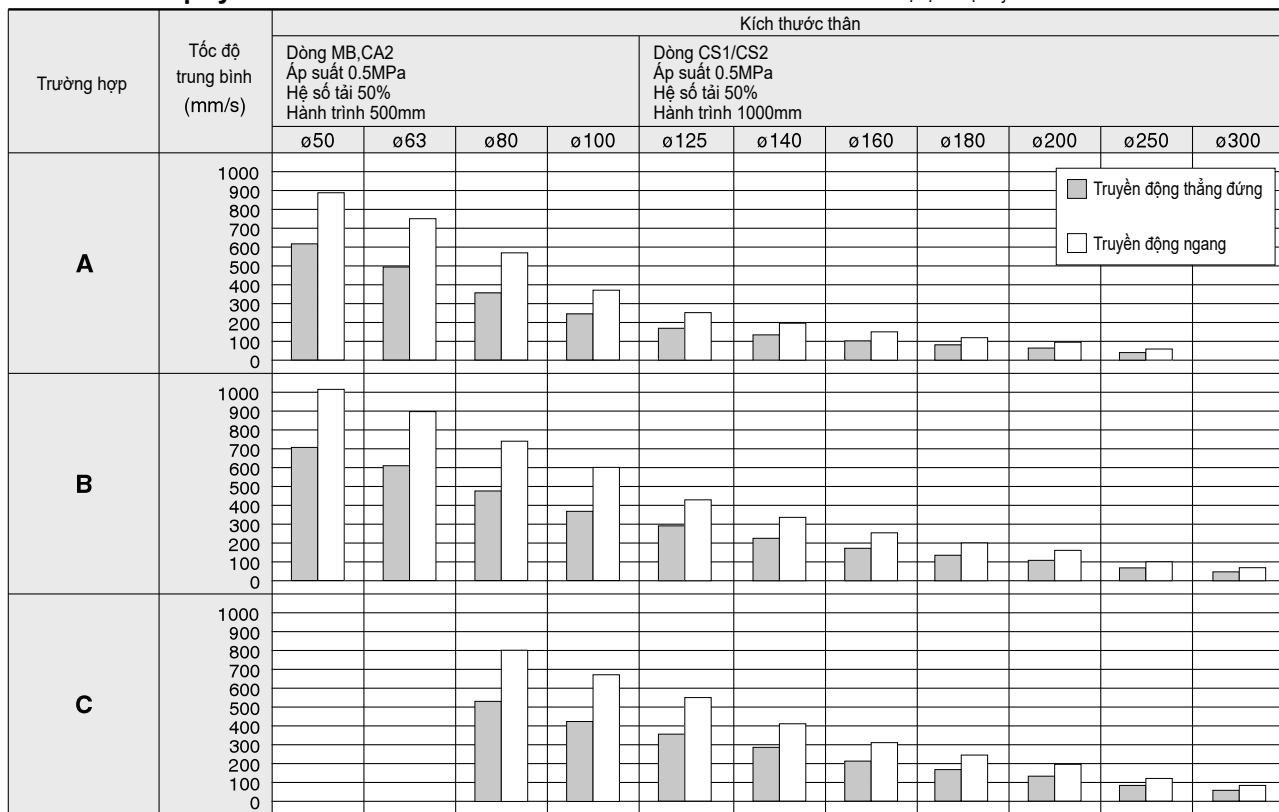 Kích thước thân
Trường hợp
Tốc độ
trung bình
(mm/s)
Dòng MB,CA2
Áp suất 0.5MPa
Hệ số tải 50%
Hành trình 500mm
Dòng CS1/CS2
Áp suất 0.5MPa
Hệ số tải 50%
Hành trình 1000mm
ø50 ø63 ø80 ø100 ø125 ø140 ø160 ø180 ø200 ø250 ø300
A
1000
900
800
700
600
500
400
300
200
100
0
Truyền động thẳng đứng
Truyền động ngang
B
1000
900
800
700
600
500
400
300
200
100
0
C
1000
900
800
700
600
500
400
300
200
100
0